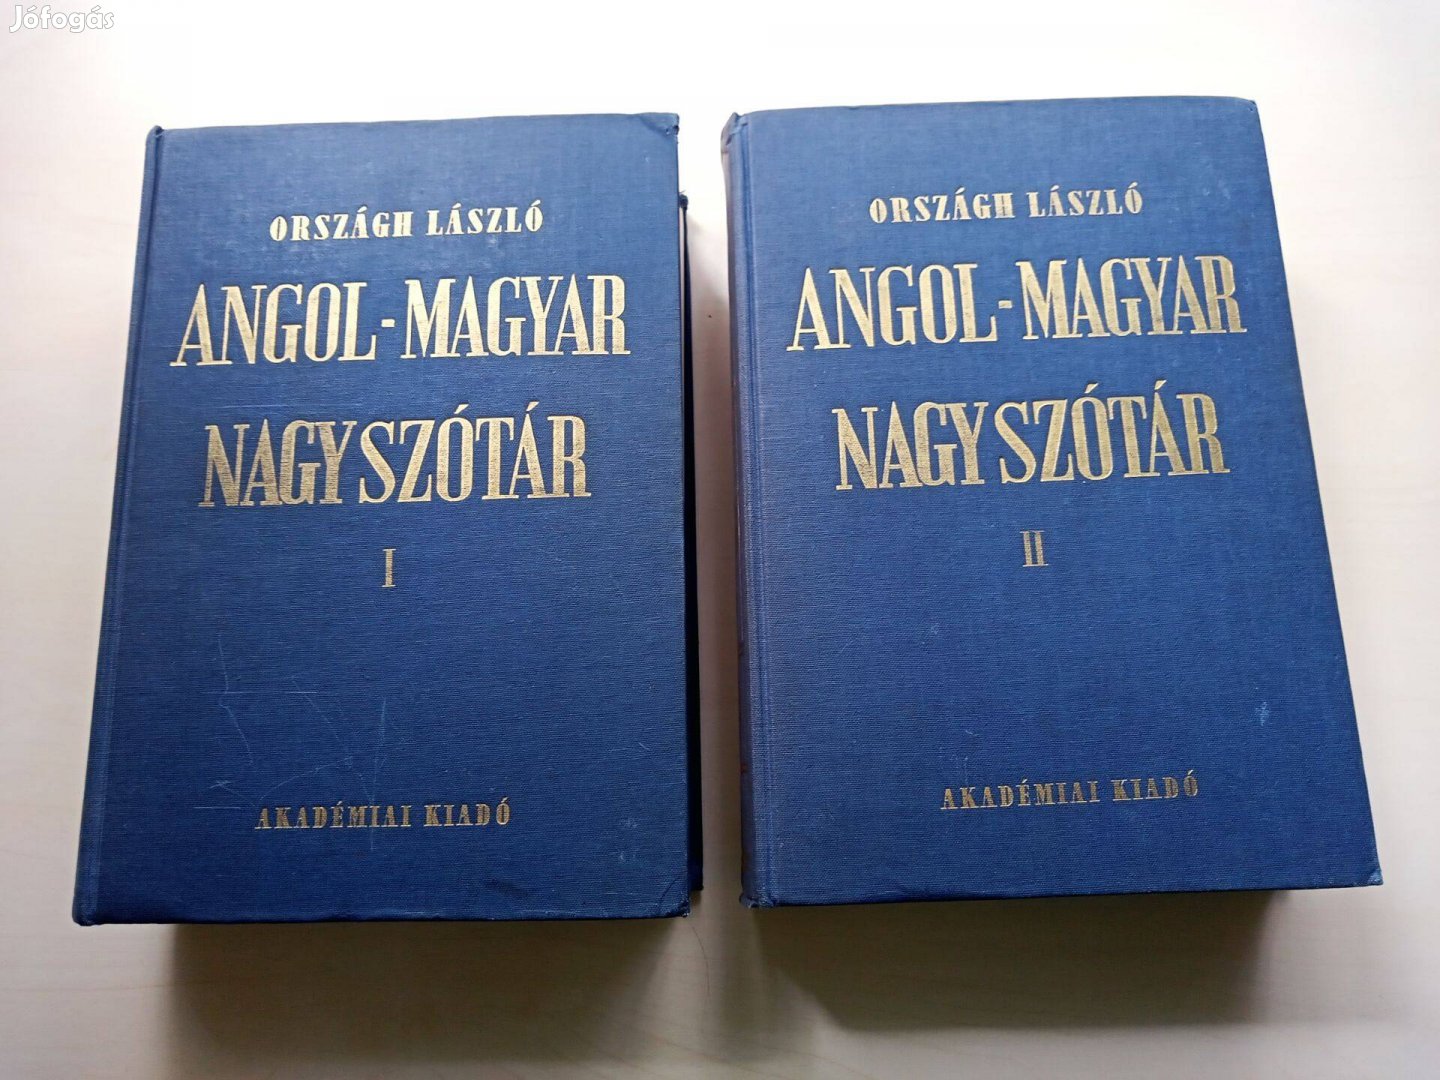 Jófogás
ORSZÁGH LÁSZLÓ
ANGOL-MAGYAR
NAGYSZÓTÁR
I
AKADÉMIAI KIADÓ
ORSZÁGH LÁSZLÓ
ANGOL-MAGYAR
NAGYSZÓTÁR
II
AKADÉMIAI KIADÓ